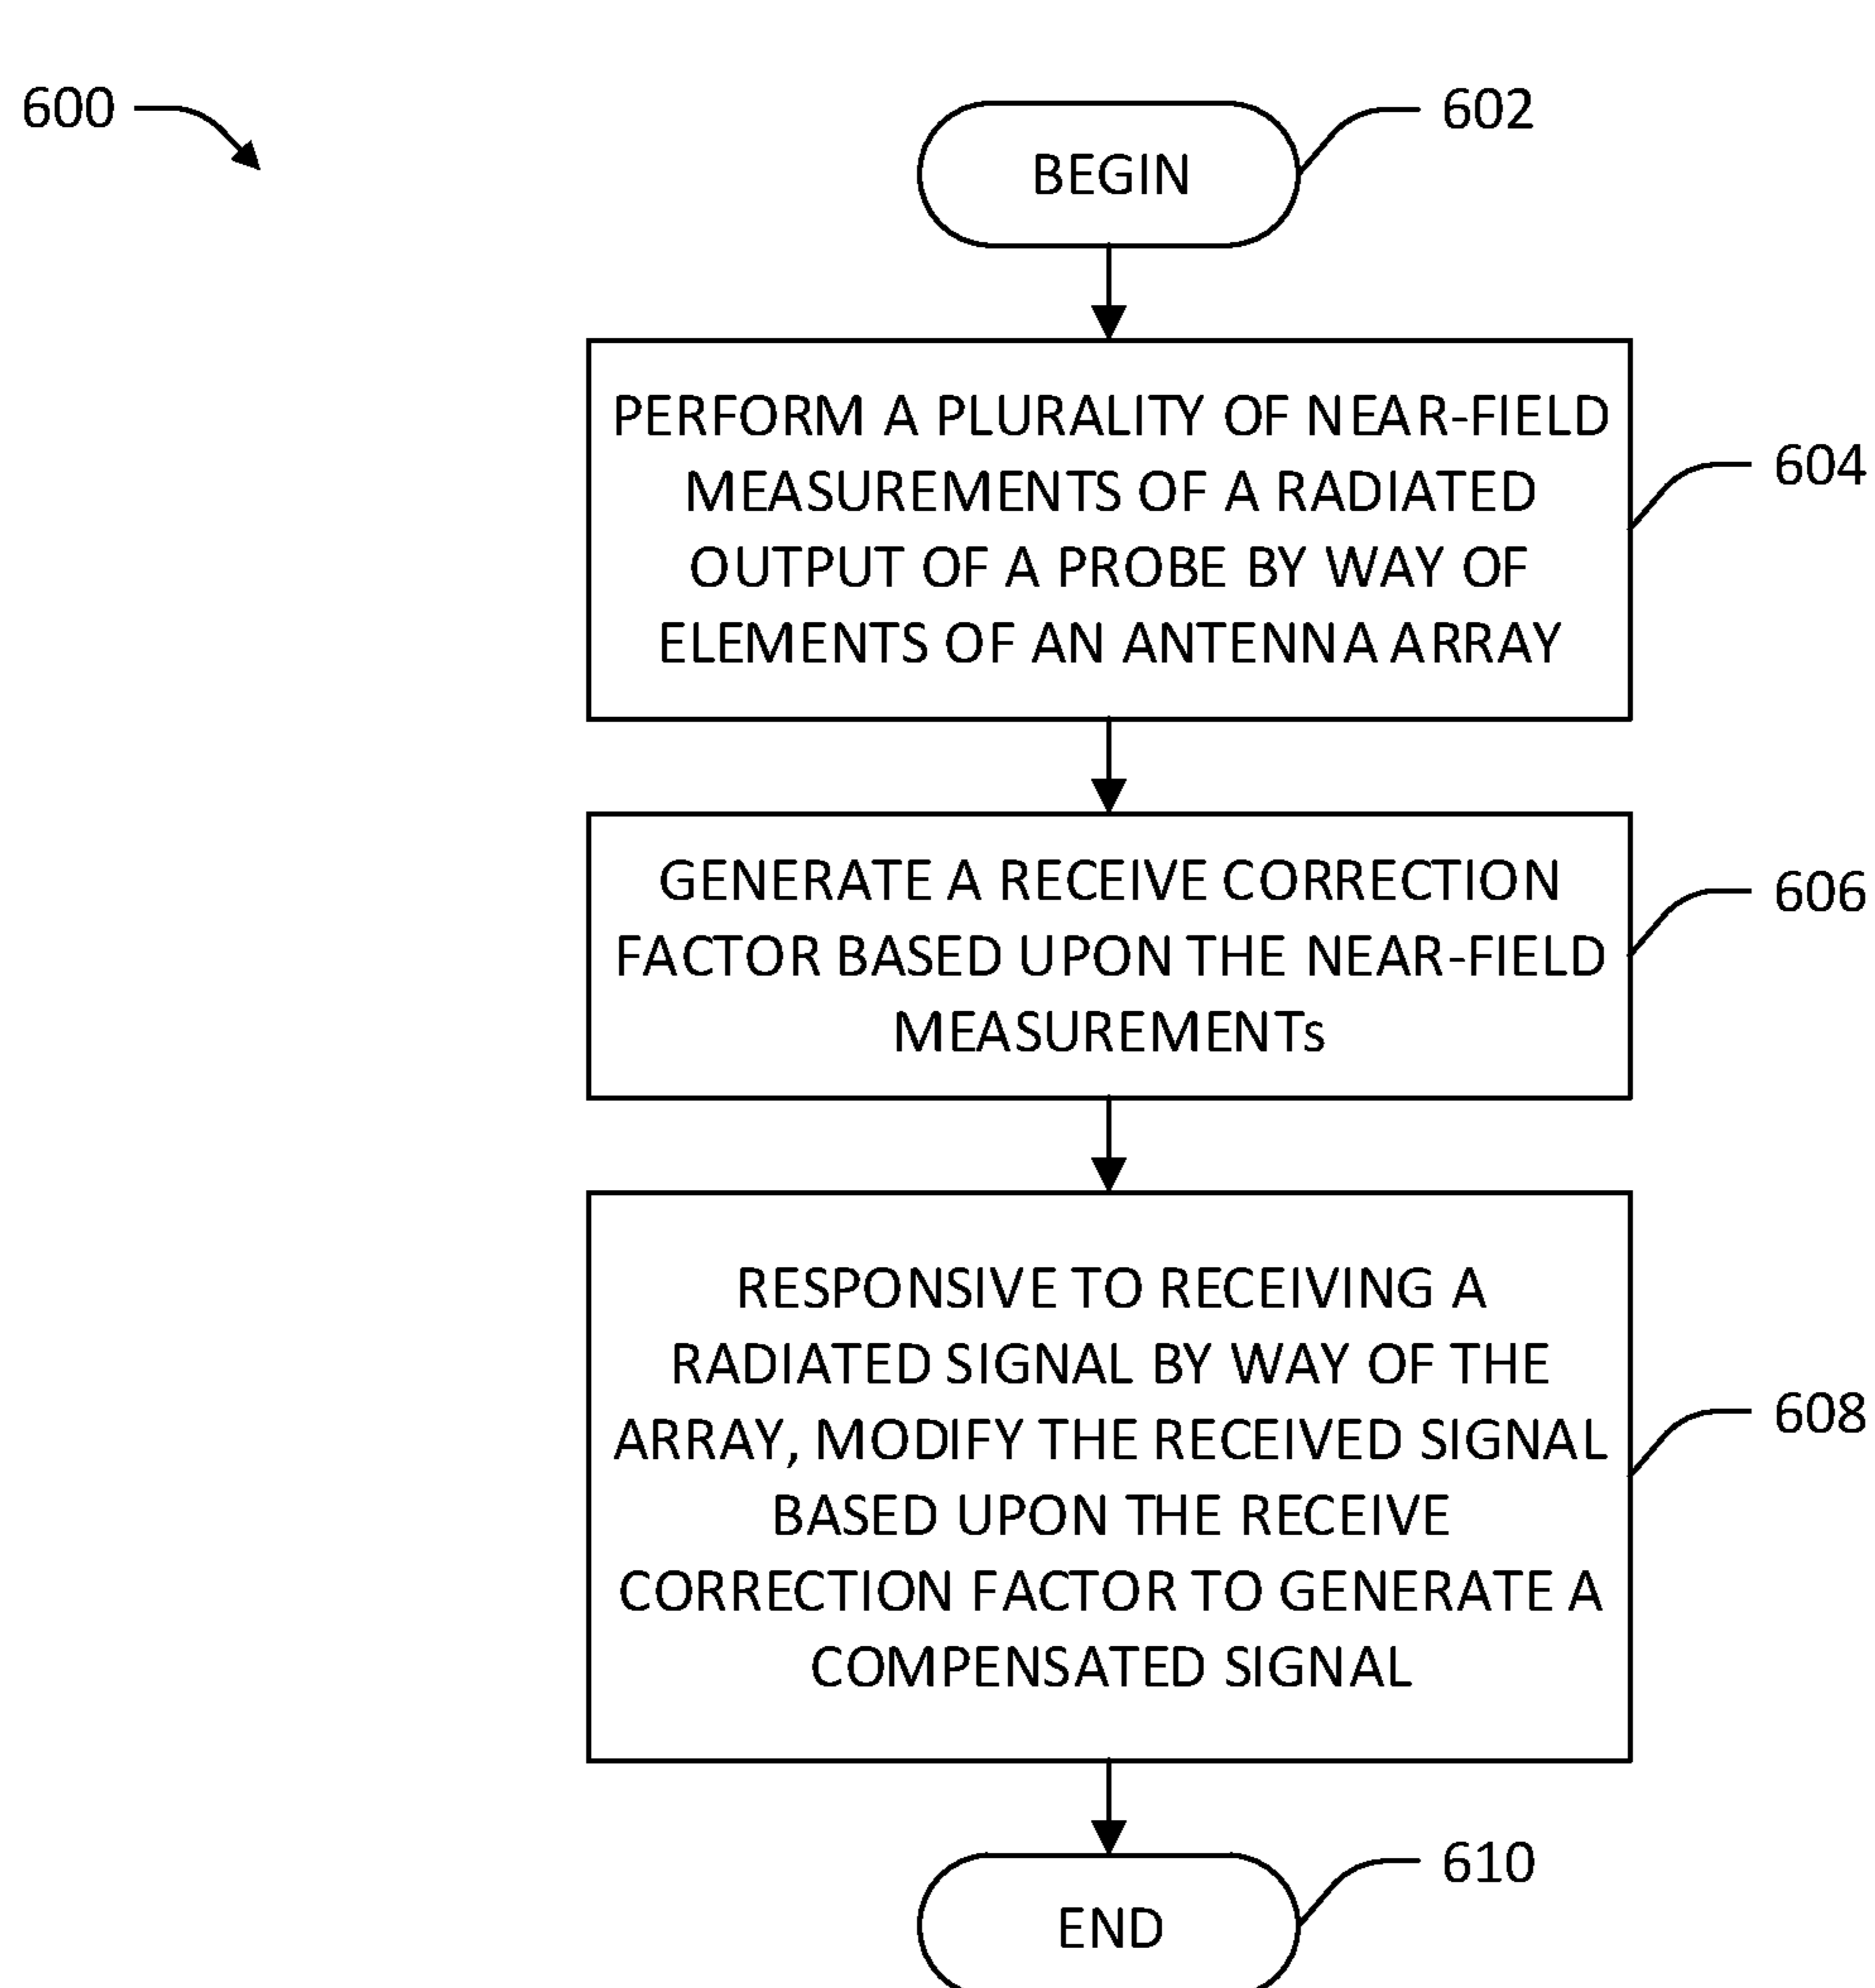 600
602
BEGIN
PERFORM A PLURALITY OF NEAR-FIELD
MEASUREMENTS OF A RADIATED
OUTPUT OF A PROBE BY WAY OF
ELEMENTS OF AN ANTENNA ARRAY
604
GENERATE A RECEIVE CORRECTION
FACTOR BASED UPON THE NEAR-FIELD
MEASUREMENTs
606
RESPONSIVE TO RECEIVING A
RADIATED SIGNAL BY WAY OF THE
ARRAY, MODIFY THE RECEIVED SIGNAL
BASED UPON THE RECEIVE
CORRECTION FACTOR TO GENERATE A
COMPENSATED SIGNAL
608
610
END